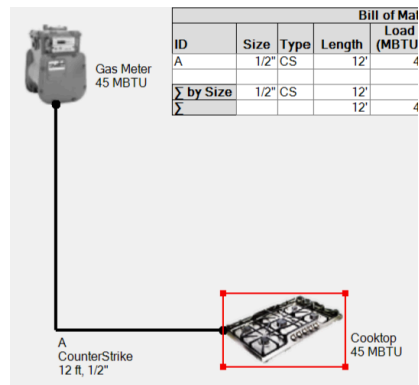 Bill of Mat
Load
ID Size Type Length (MBTU
A 1/2" CS 12' 4
∑ by Size 1/2" CS 12'
∑ 12' 4
Gas Meter
45 MBTU
A
CounterStrike
12 ft, 1/2"
Cooktop
45 MBTU